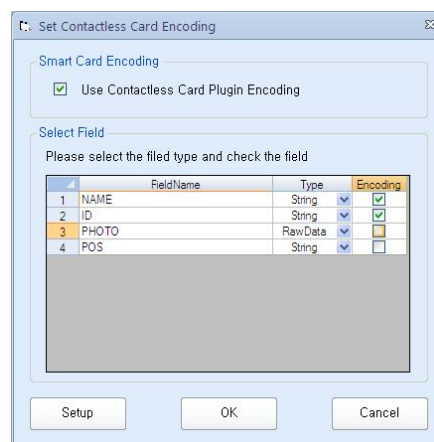 Set Contactless Card Encoding
Smart Card Encoding
Use Contactless Card Plugin Encoding
Select Field
Please select the filed type and check the field
FieldName Type Encoding
1 NAME String
2 ID String
3 PHOTO RawData
4 POS String
Setup OK Cancel